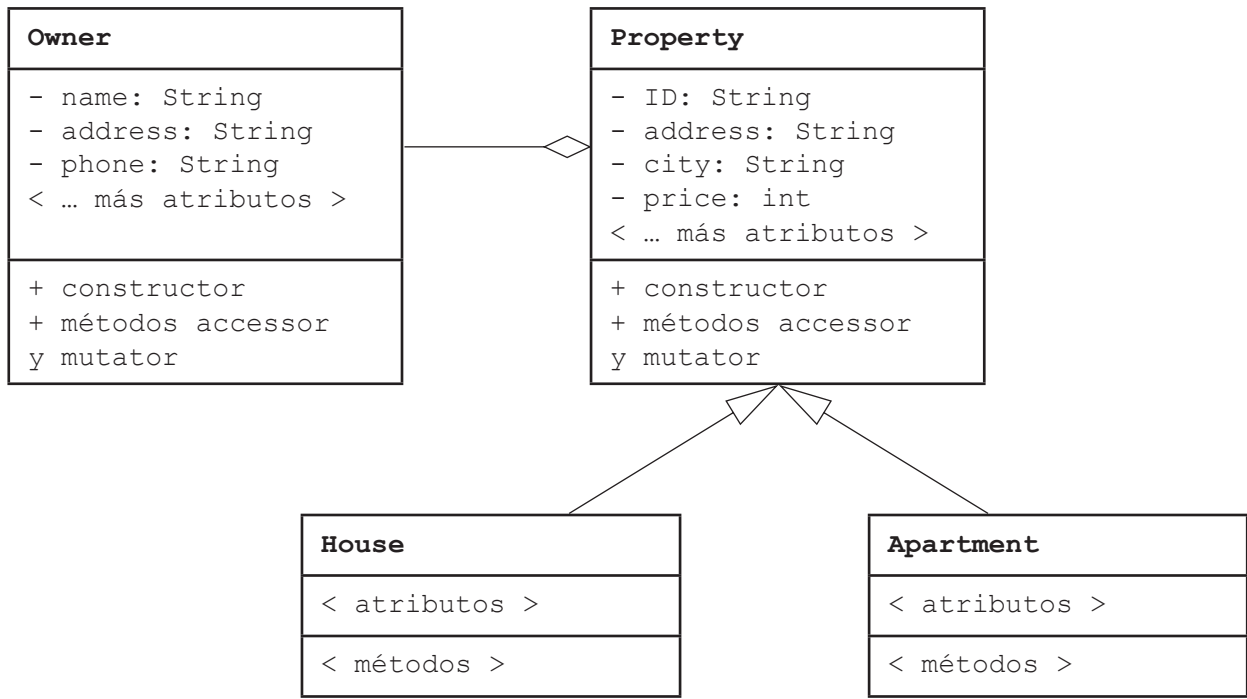 Owner
- name: String
- address: String
- phone: String
< … más atributos >
+ constructor
+ métodos accessor
y mutator
Property
- ID: String
- address: String
- city: String
- price: int
< … más atributos >
+ constructor
+ métodos accessor
y mutator
House
< atributos >
< métodos >
Apartment
< atributos >
< métodos >